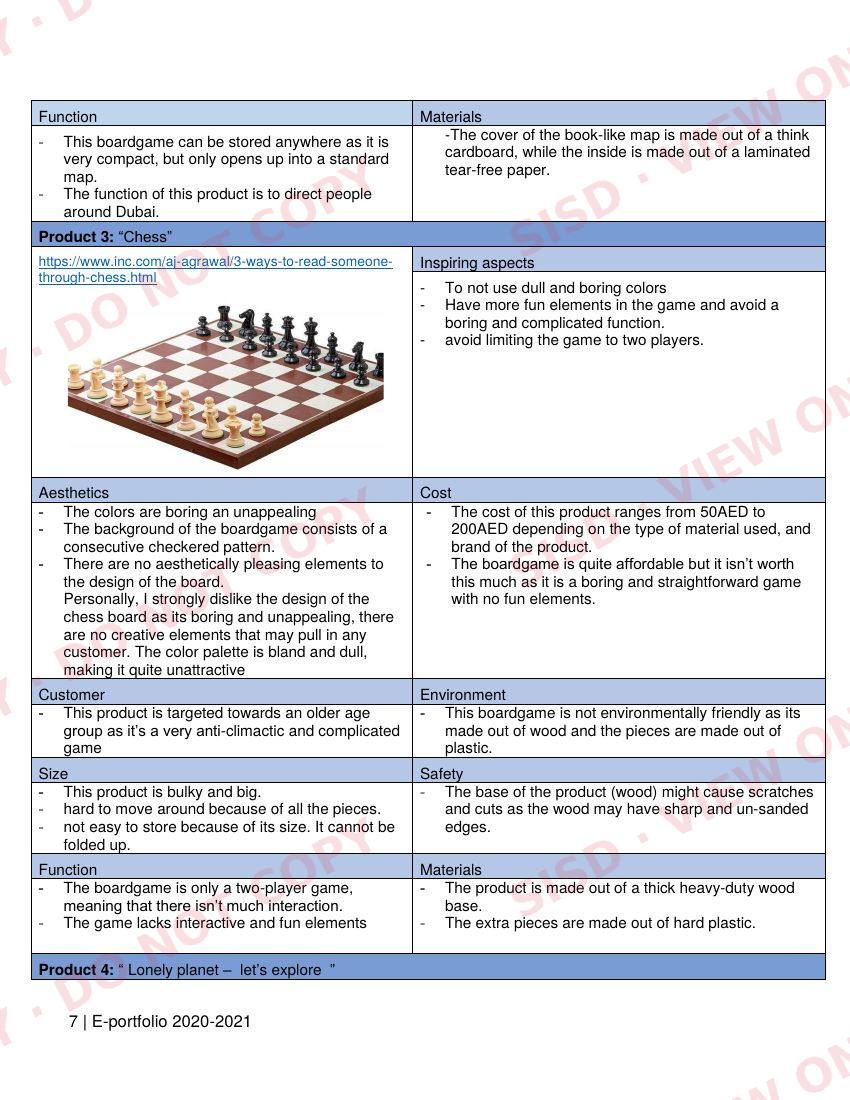 Function
- This boardgame can be stored anywhere as it is
very compact, but only opens up into a standard
map.
- The function of this product is to direct people
around Dubai.
Materials
-The cover of the book-like map is made out of a think
cardboard, while the inside is made out of a laminated
tear-free paper.
Product 3: “Chess”
https://www.inc.com/aj-agrawal/3-ways-to-read-someone-
through-chess.html
Inspiring aspects
- To not use dull and boring colors
- Have more fun elements in the game and avoid a
boring and complicated function.
- avoid limiting the game to two players.
Aesthetics
- The colors are boring an unappealing
- The background of the boardgame consists of a
consecutive checkered pattern.
- There are no aesthetically pleasing elements to
the design of the board.
Personally, I strongly dislike the design of the
chess board as its boring and unappealing, there
are no creative elements that may pull in any
customer. The color palette is bland and dull,
making it quite unattractive
Cost
- The cost of this product ranges from 50AED to
200AED depending on the type of material used, and
brand of the product.
- The boardgame is quite affordable but it isn’t worth
this much as it is a boring and straightforward game
with no fun elements.
Customer
- This product is targeted towards an older age
group as it’s a very anti-climactic and complicated
game
Environment
- This boardgame is not environmentally friendly as its
made out of wood and the pieces are made out of
plastic.
Size
- This product is bulky and big.
- hard to move around because of all the pieces.
- not easy to store because of its size. It cannot be
folded up.
Safety
- The base of the product (wood) might cause scratches
and cuts as the wood may have sharp and un-sanded
edges.
Function
- The boardgame is only a two-player game,
meaning that there isn’t much interaction.
- The game lacks interactive and fun elements
Materials
- The product is made out of a thick heavy-duty wood
base.
- The extra pieces are made out of hard plastic.
Product 4: “ Lonely planet – let’s explore ”
7 | E-portfolio 2020-2021
SISD · VIEW ON
Y · DO NOT COPY
SISD · VIEW ON
Y · DO NOT COPY
SISD · VIEW ON
Y · DO NOT COPY